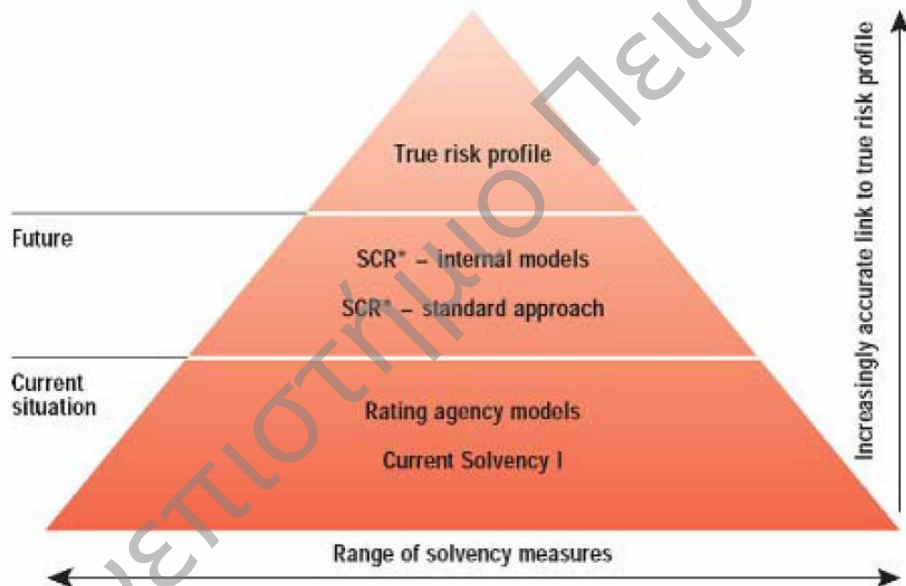 True risk profile
Future
SCR* – internal models
SCR* – standard approach
Current
situation
Rating agency models
Current Solvency I
Range of solvency measures
Increasingly accurate link to true risk profile